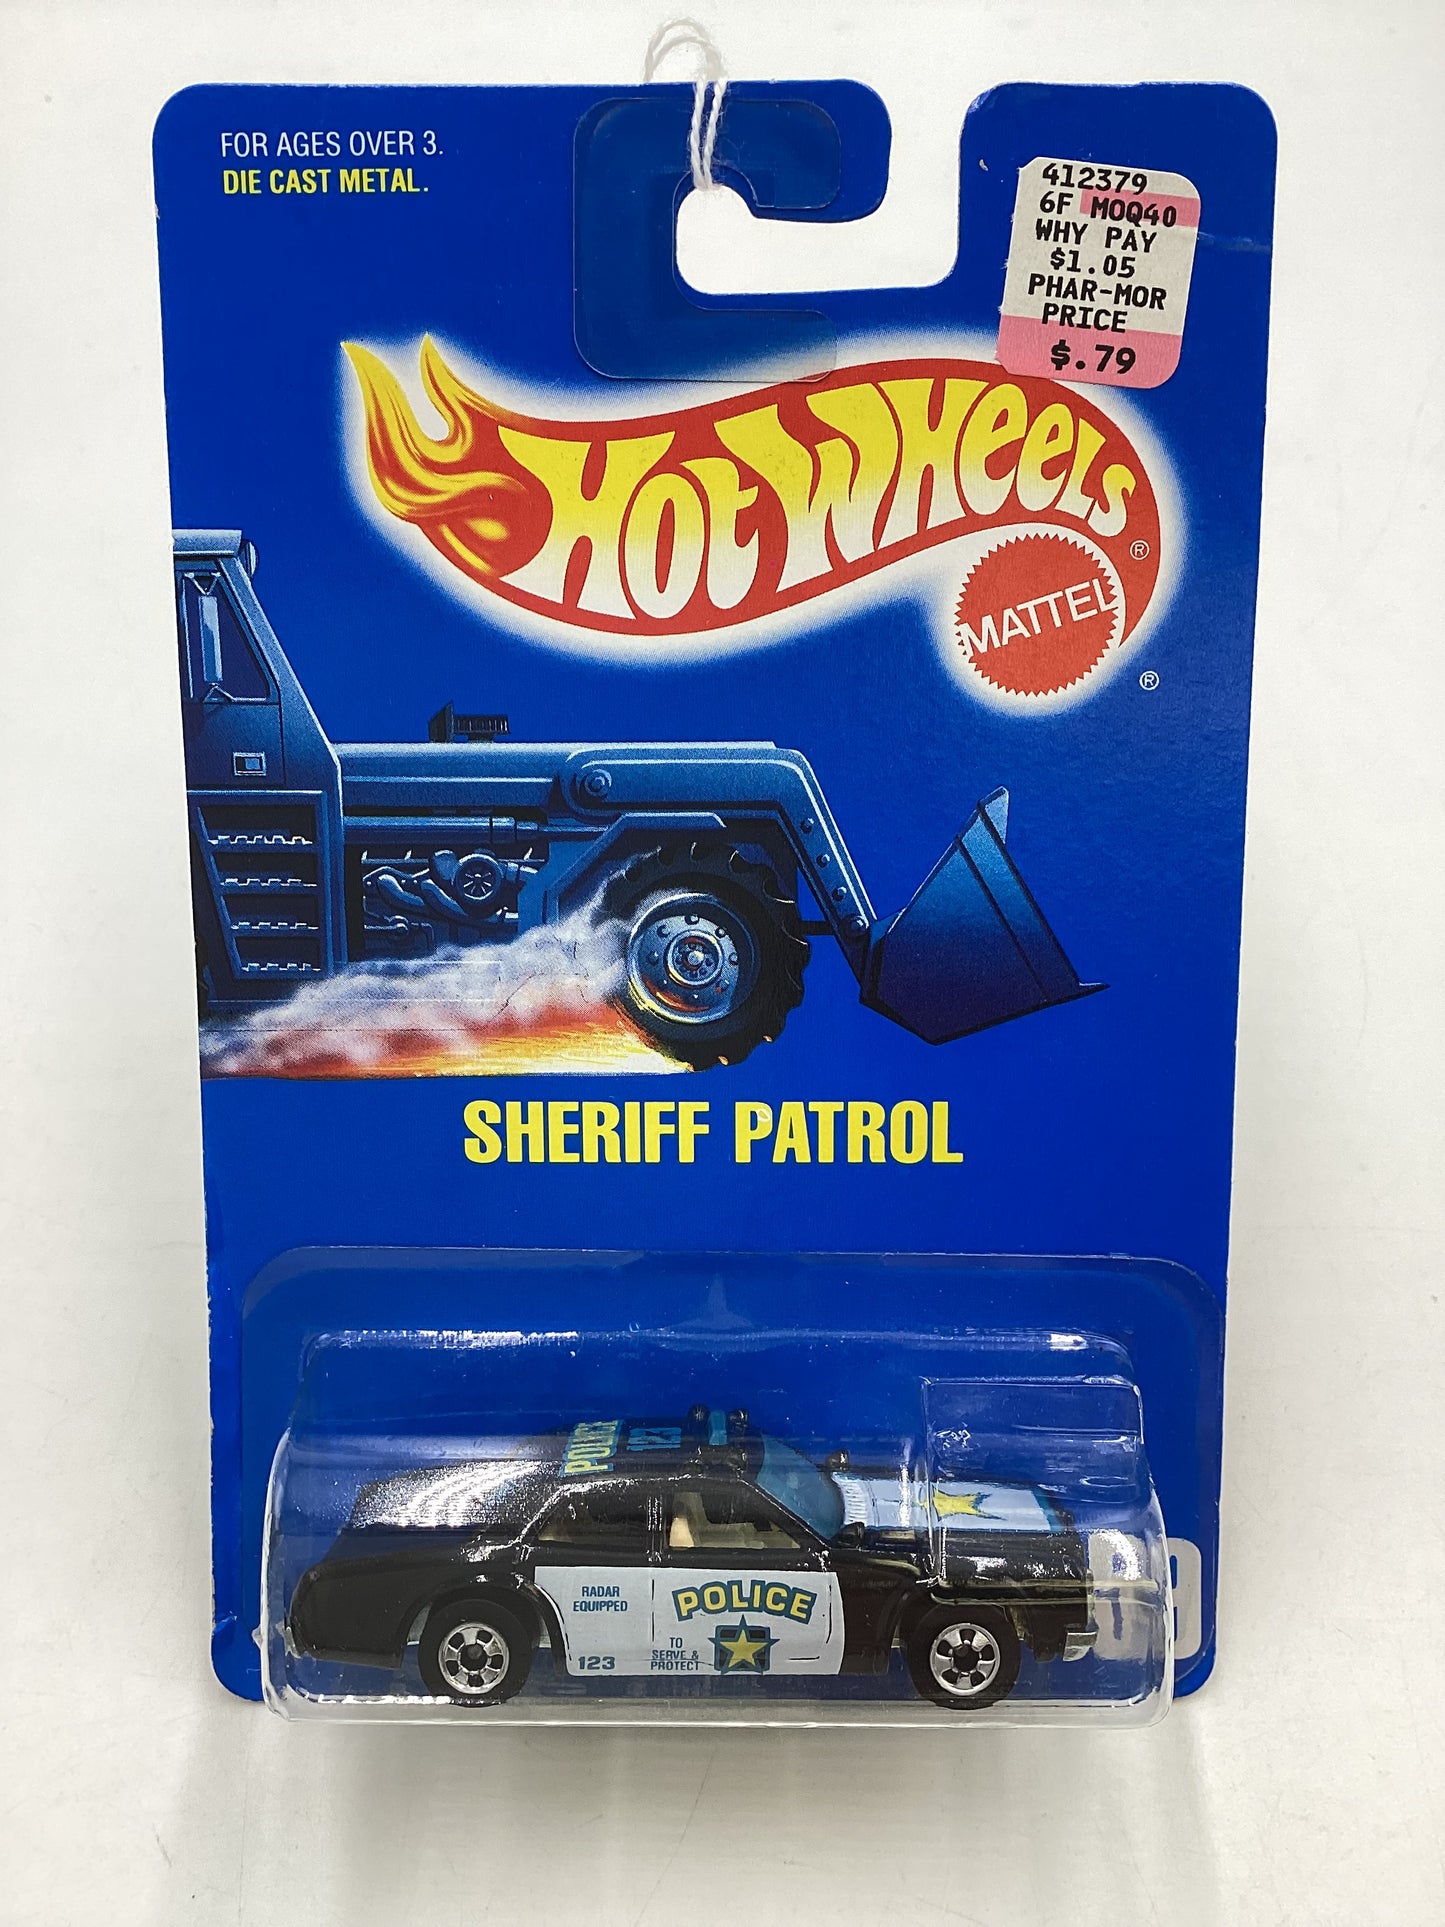 FOR AGES OVER 3.
DIE CAST METAL.
412379
6F MOQ40
WHY PAY
$1.05
PHAR-MOR
PRICE
$.79
HOT WHEELS®
MATTEL
®
SHERIFF PATROL
POLICE
123
RADAR
EQUIPPED
POLICE
TO
SERVE &
PROTECT
123